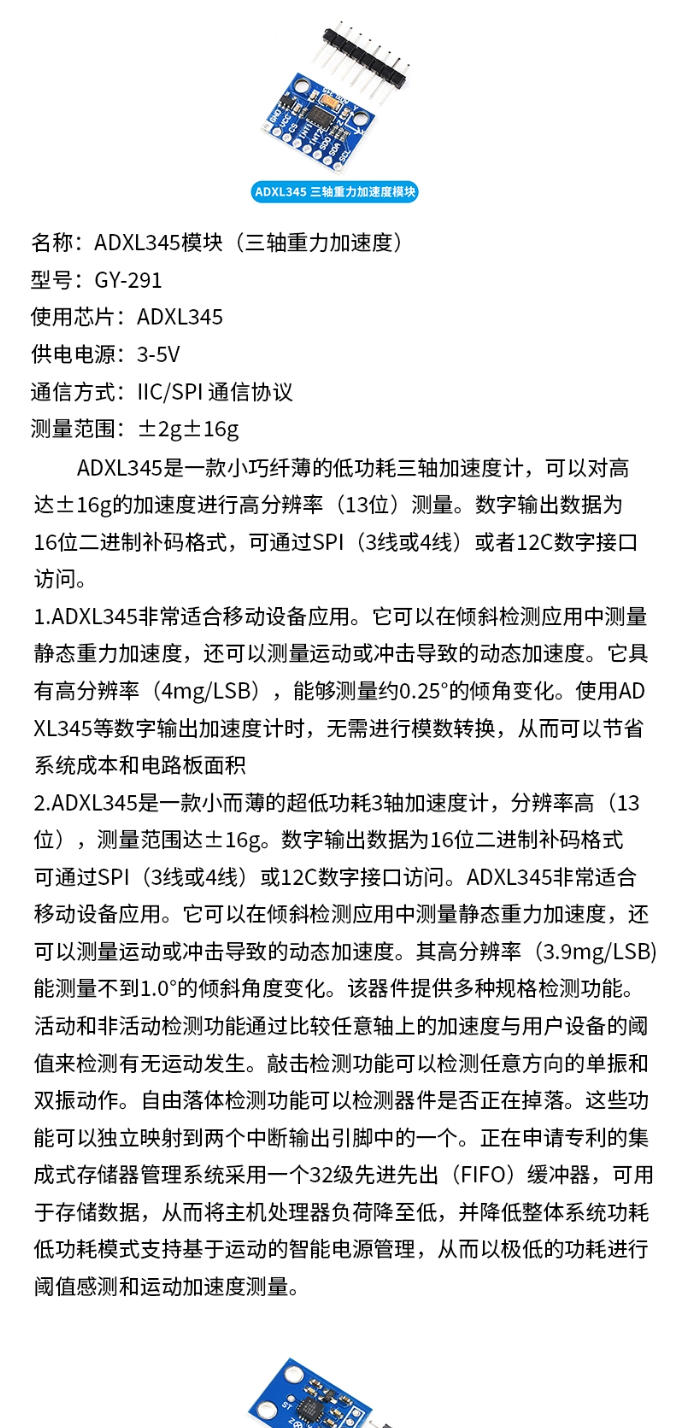 GND
VCC
CS
INT1
INT2
SDO
SDA
SCL
ADXL345 三轴重力加速度模块
名称：ADXL345模块（三轴重力加速度）
型号：GY-291
使用芯片：ADXL345
供电电源：3-5V
通信方式：IIC/SPI 通信协议
测量范围：±2g±16g
ADXL345是一款小巧纤薄的低功耗三轴加速度计，可以对高
达±16g的加速度进行高分辨率（13位）测量。数字输出数据为
16位二进制补码格式，可通过SPI（3线或4线）或者12C数字接口
访问。
1.ADXL345非常适合移动设备应用。它可以在倾斜检测应用中测量
静态重力加速度，还可以测量运动或冲击导致的动态加速度。它具
有高分辨率（4mg/LSB），能够测量约0.25°的倾角变化。使用AD
XL345等数字输出加速度计时，无需进行模数转换，从而可以节省
系统成本和电路板面积
2.ADXL345是一款小而薄的超低功耗3轴加速度计，分辨率高（13
位），测量范围达±16g。数字输出数据为16位二进制补码格式
可通过SPI（3线或4线）或12C数字接口访问。ADXL345非常适合
移动设备应用。它可以在倾斜检测应用中测量静态重力加速度，还
可以测量运动或冲击导致的动态加速度。其高分辨率（3.9mg/LSB)
能测量不到1.0°的倾斜角度变化。该器件提供多种规格检测功能。
活动和非活动检测功能通过比较任意轴上的加速度与用户设备的阈
值来检测有无运动发生。敲击检测功能可以检测任意方向的单振和
双振动作。自由落体检测功能可以检测器件是否正在掉落。这些功
能可以独立映射到两个中断输出引脚中的一个。正在申请专利的集
成式存储器管理系统采用一个32级先进先出（FIFO）缓冲器，可用
于存储数据，从而将主机处理器负荷降至低，并降低整体系统功耗
低功耗模式支持基于运动的智能电源管理，从而以极低的功耗进行
阈值感测和运动加速度测量。
ST
Z